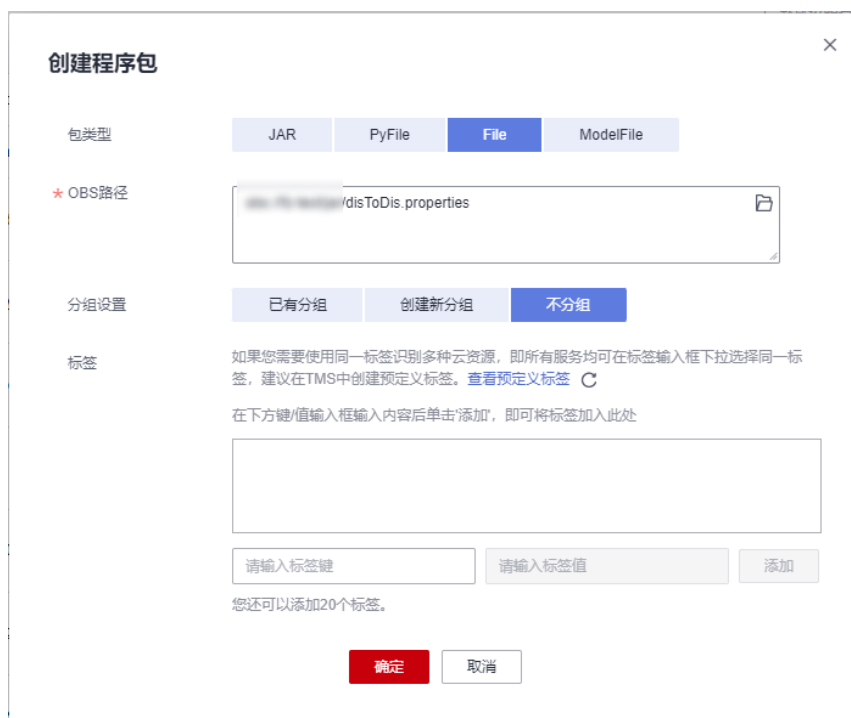 创建程序包
包类型
JAR
PyFile
File
ModelFile
* OBS路径
/disToDis.properties
分组设置
已有分组
创建新分组
不分组
标签
如果您需要使用同一标签识别多种云资源，即所有服务均可在标签输入框下拉选择同一标
签，建议在TMS中创建预定义标签。查看预定义标签
在下方键/值输入框输入内容后单击'添加'，即可将标签加入此处
请输入标签键
请输入标签值
添加
您还可以添加20个标签。
确定
取消